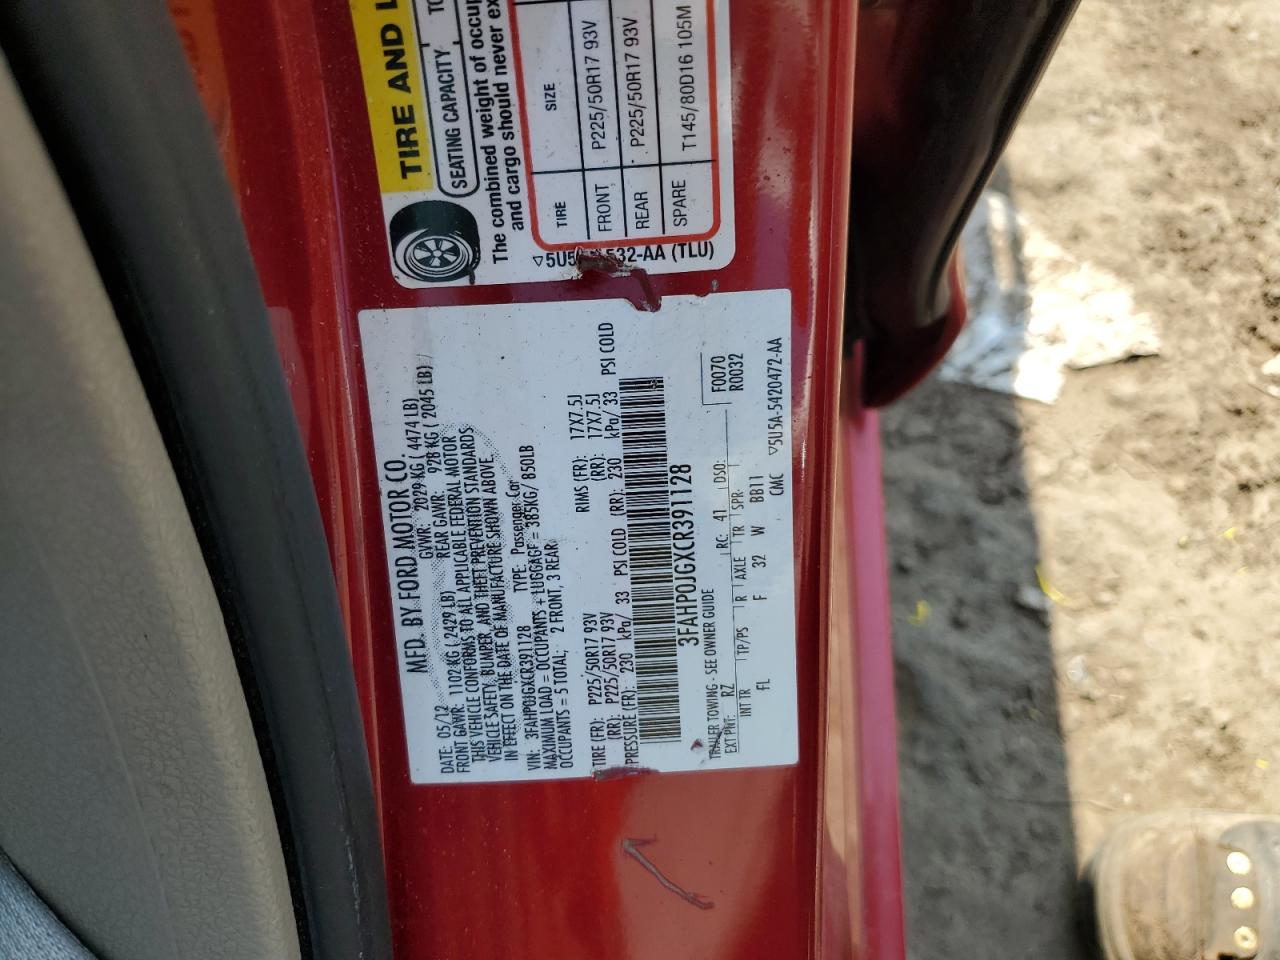 TIRE AND L
SEATING CAPACITY TO
The combined weight of occup
and cargo should never ex
TIRE SIZE
FRONT P225/50R17 93V
REAR P225/50R17 93V
SPARE T145/80D16 105M
532-AA (TLU)
MFD. BY FORD MOTOR CO.
DATE: 05/12 GVWR: 2029 KG ( 4474 LB)
FRONT GAWR: 1102 KG ( 2429 LB) REAR GAWR: 928 KG ( 2045 LB)
THIS VEHICLE CONFORMS TO ALL APPLICABLE FEDERAL MOTOR
VEHICLE SAFETY, BUMPER, AND THEFT PREVENTION STANDARDS
IN EFFECT ON THE DATE OF MANUFACTURE SHOWN ABOVE.
VIN: 3FAHP0JGXCR391128 TYPE: Passenger Car
MAXIMUM LOAD = OCCUPANTS + LUGGAGE = 385KG/ 850LB
OCCUPANTS = 5 TOTAL; 2 FRONT, 3 REAR
TIRE (FR): P225/50R17 93V RIMS (FR): 17X7.5J
(RR): P225/50R17 93V (RR): 17X7.5J
PRESSURE (FR): 230 kPa/ 33 PSI COLD (RR): 230 kPa/ 33 PSI COLD
3FAHP0JGXCR391128
F0070
R0032
TRAILER TOWING - SEE OWNER GUIDE
EXT PNT: RZ RC: 41 DSO:
INT TR TP/PS R AXLE TR SPR
FL F 32 W BB11
CMC ▽5U5A-5420472-AA